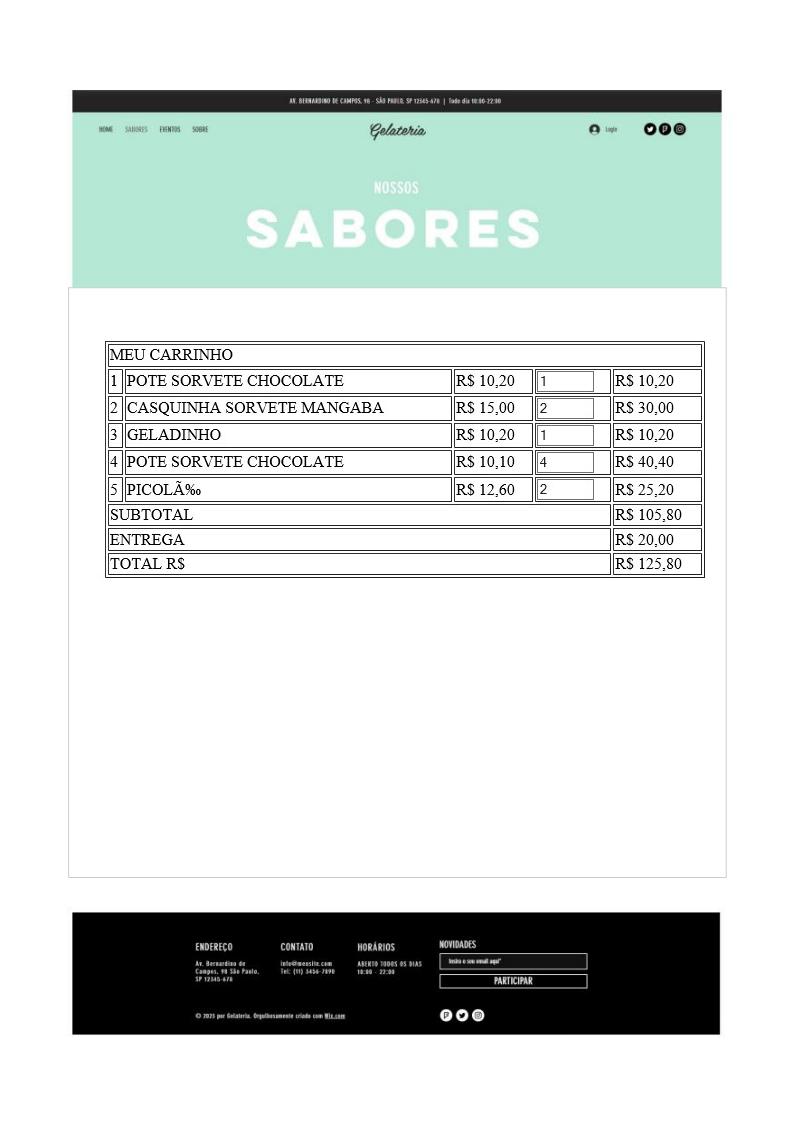 AV. BERNARDINO DE CAMPOS, 98 - SÃO PAULO, SP 12345-678 | Todo dia 10:00-22:00
HOME SABORES EVENTOS SOBRE Gelateria Login
NOSSOS
SABORES
MEU CARRINHO
1 POTE SORVETE CHOCOLATE R$ 10,20 1 R$ 10,20
2 CASQUINHA SORVETE MANGABA R$ 15,00 2 R$ 30,00
3 GELADINHO R$ 10,20 1 R$ 10,20
4 POTE SORVETE CHOCOLATE R$ 10,10 4 R$ 40,40
5 PICOLÃ‰ R$ 12,60 2 R$ 25,20
SUBTOTAL R$ 105,80
ENTREGA R$ 20,00
TOTAL R$ R$ 125,80
ENDEREÇO
Av. Bernardino de
Campos, 98 São Paulo,
SP 12345-678
CONTATO
info@meusite.com
Tel: (11) 3456-7890
HORÁRIOS
ABERTO TODOS OS DIAS
10:00 - 22:00
NOVIDADES
Insira o seu email aqui*
PARTICIPAR
© 2023 por Gelateria. Orgulhosamente criado com Wix.com